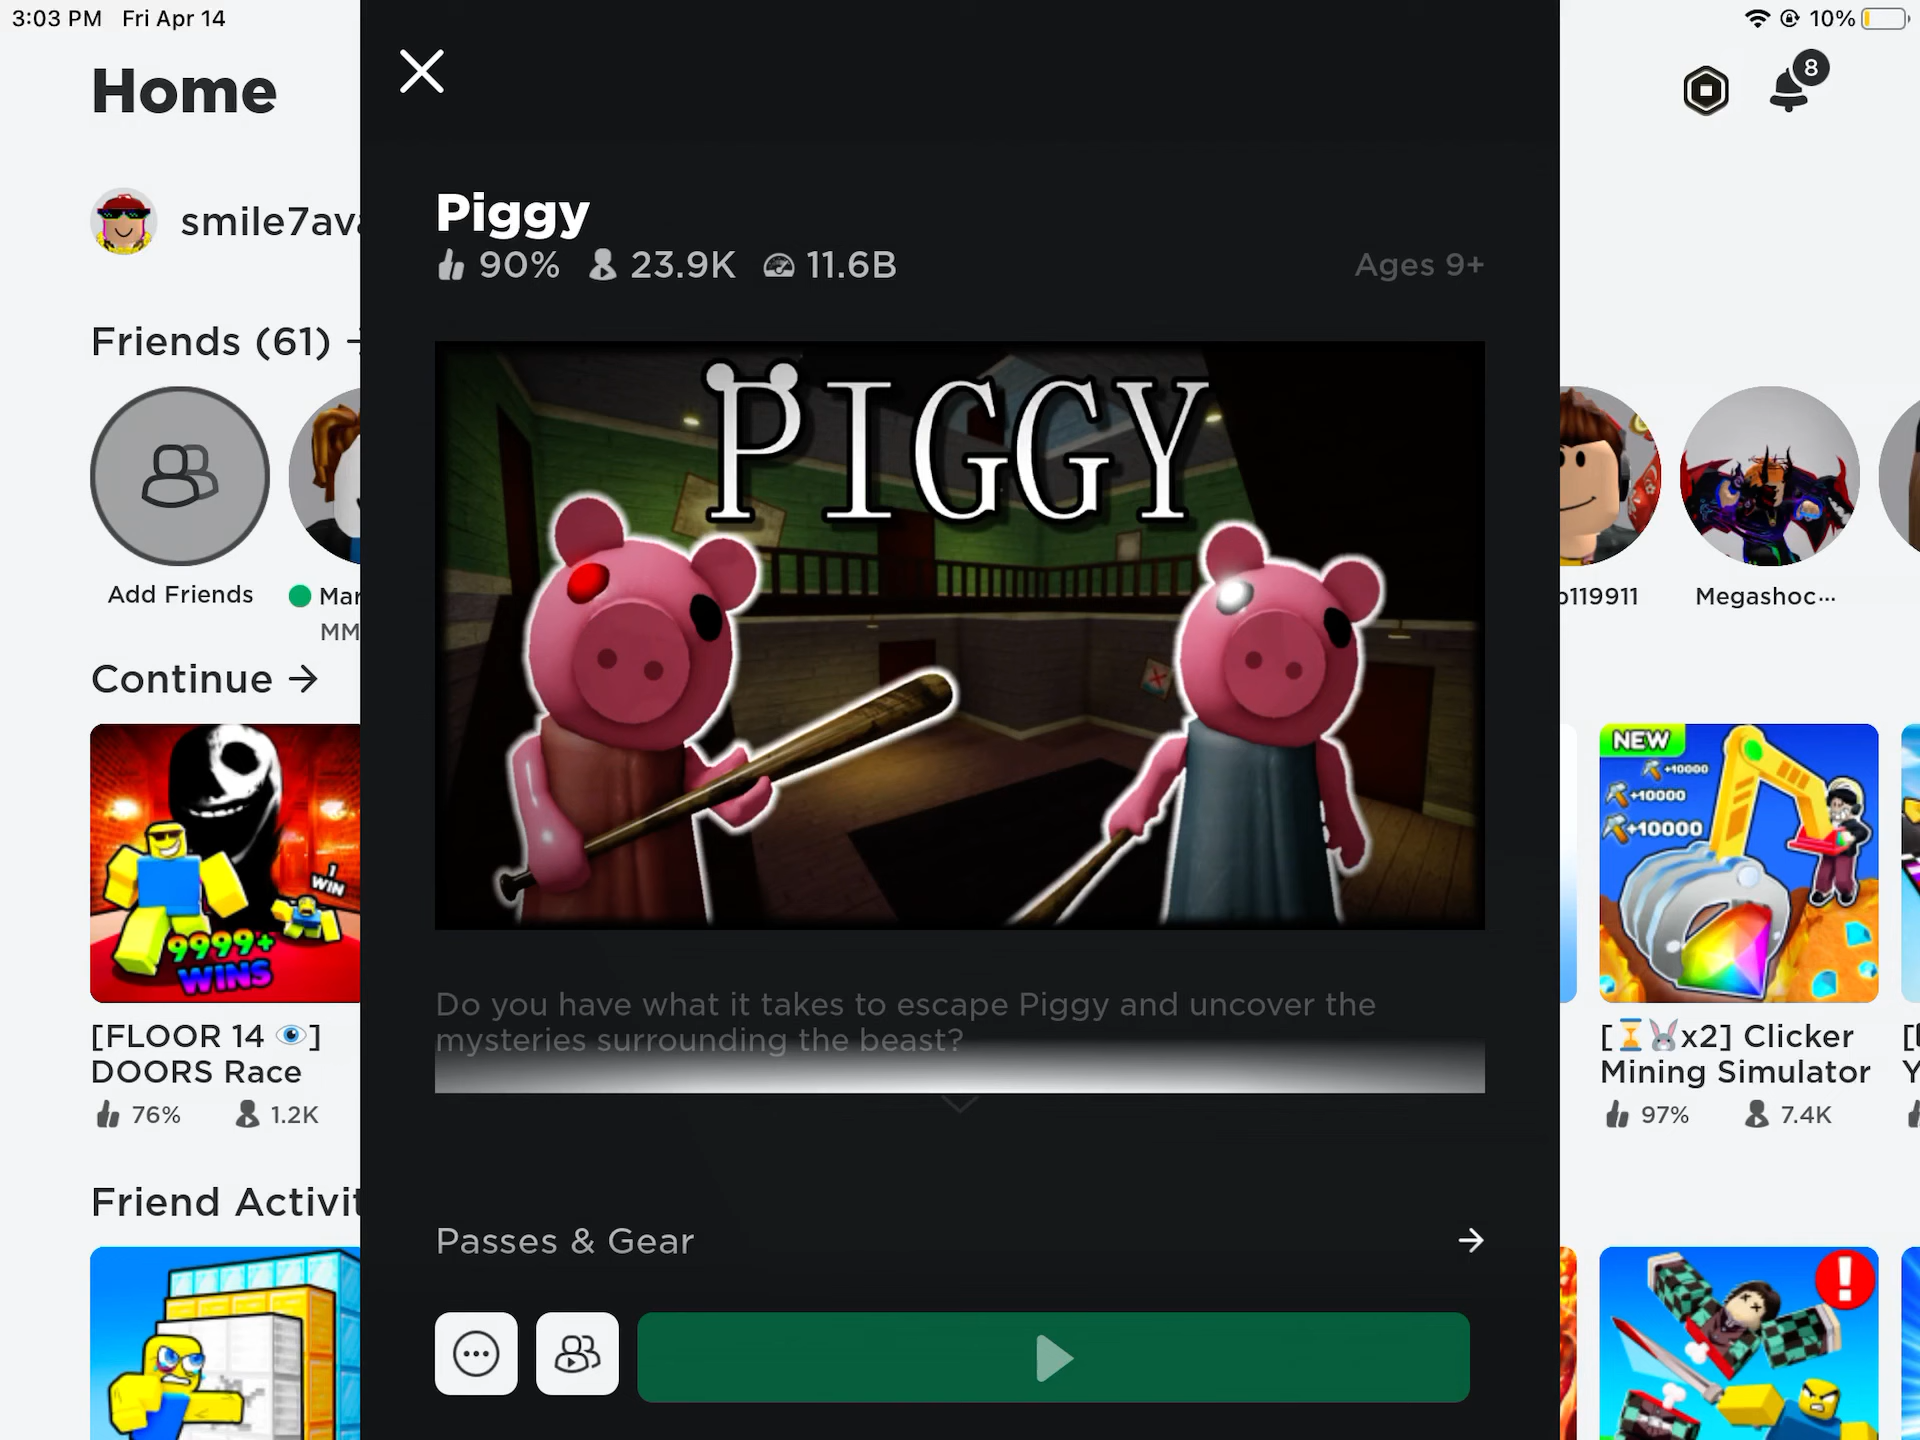 3:03 PM Fri Apr 14
10%
Home
8
smile7ava
Friends (61) →
Add Friends
Mar
MM
o119911
Megashoc...
Continue →
1
WIN
9999+
WINS
[FLOOR 14 👁️]
DOORS Race
76% 1.2K
Friend Activit
Piggy
90% 23.9K 11.6B
Ages 9+
PIGGY
Do you have what it takes to escape Piggy and uncover the
mysteries surrounding the beast?
Passes & Gear →
NEW
+10000
+10000
+10000
[⏳🐰x2] Clicker
Mining Simulator
97% 7.4K
!
[
Y